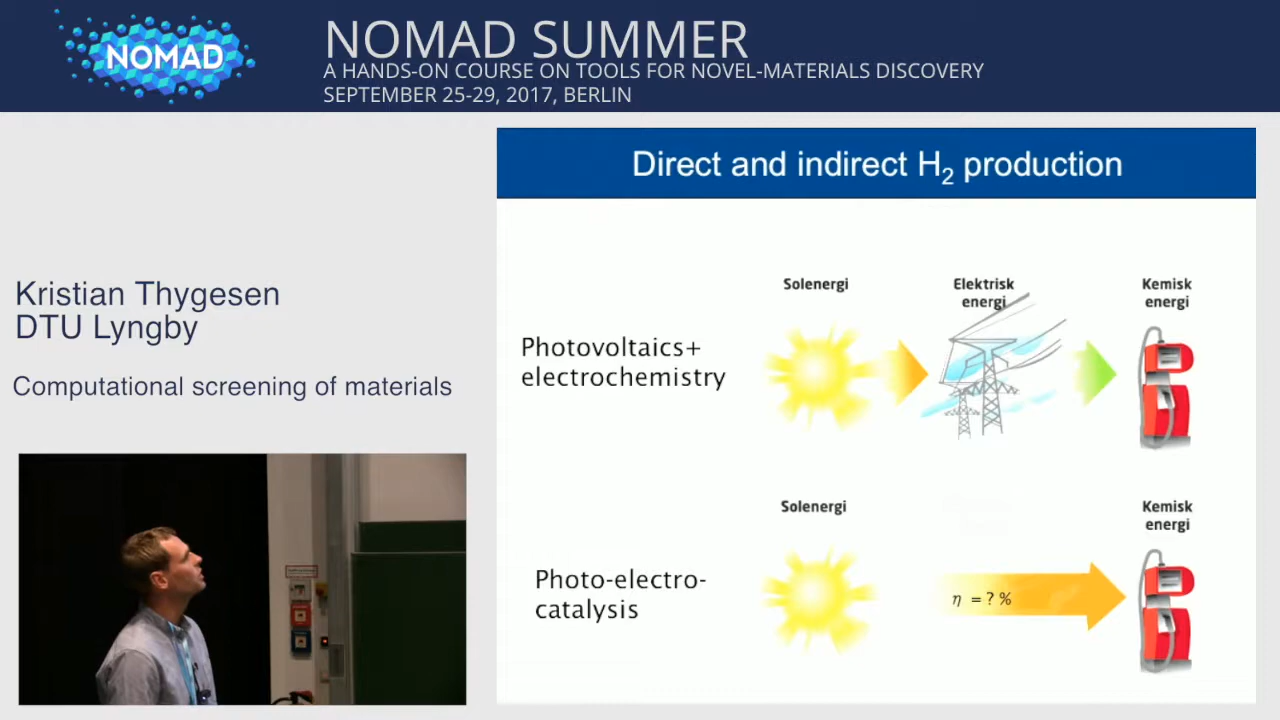 NOMAD
NOMAD SUMMER
A HANDS-ON COURSE ON TOOLS FOR NOVEL-MATERIALS DISCOVERY
SEPTEMBER 25-29, 2017, BERLIN
Kristian Thygesen
DTU Lyngby
Computational screening of materials
Direct and indirect H₂ production
Solenergi
Elektrisk
energi
Kemisk
energi
Photovoltaics+
electrochemistry
Solenergi
Kemisk
energi
Photo-electro-
catalysis
η = ? %